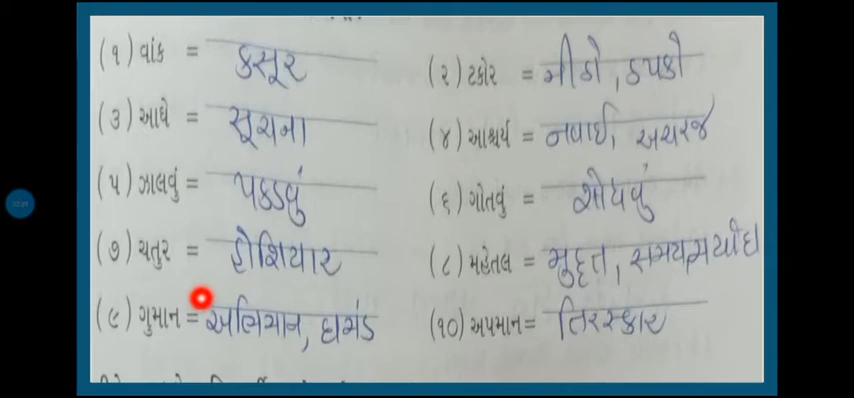 (૧) વાંક = કસૂર (૨) ટકોર = મીઠો, ઠપકો
(૩) આઘે = સૂચના (૪) આશ્ચર્ય = નવાઈ, અચરજ
(૫) ઝાલવું = પકડવું (૬) ગોતવું = શોધવું
(૭) ચતુર = હોશિયાર (૮) મહેતલ = મુદ્દત, સમયમર્યાદા
(૯) ગુમાન = અભિમાન, ઘમંડ (૧૦) અપમાન = તિરસ્કાર